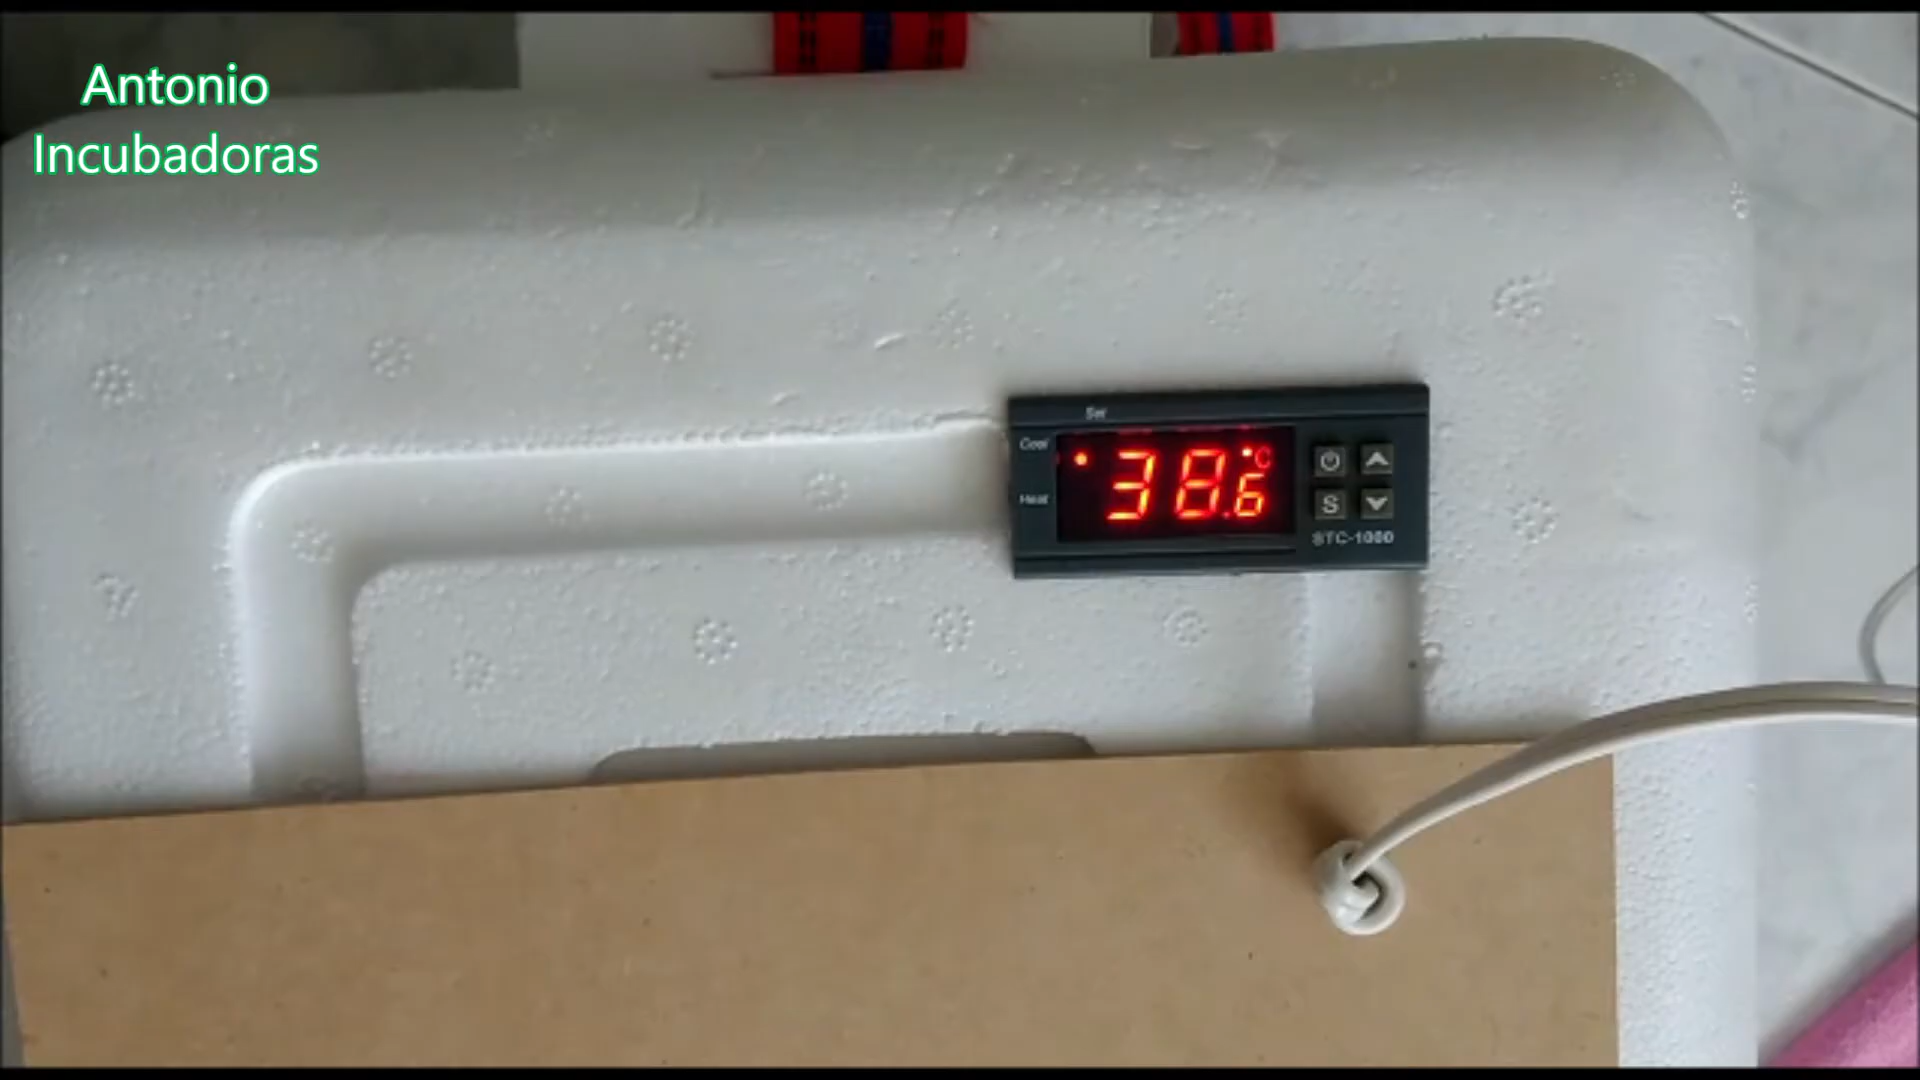 Antonio
Incubadoras
Set
Cool
38.6 °C
Heat
S
STC-1000